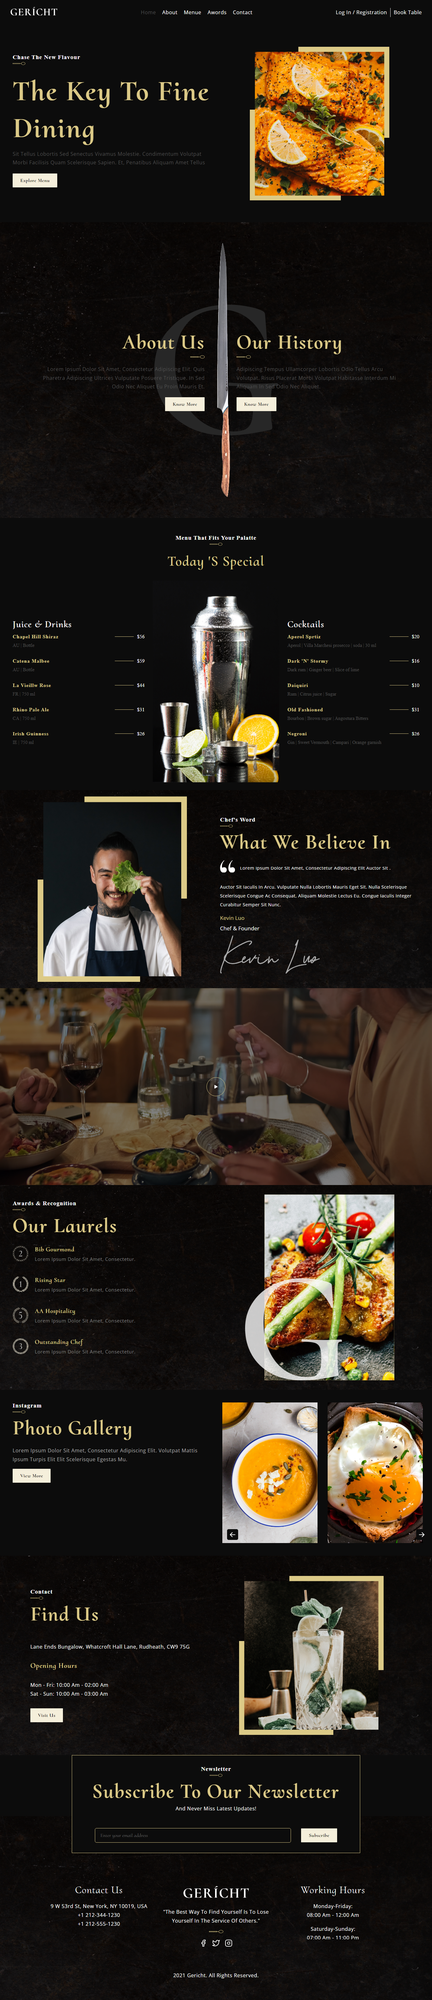 GERÍCHT
Home About Menue Awords Contact
Log In / Registration Book Table
Chase The New Flavour
The Key To Fine
Dining
Sit Tellus Lobortis Sed Senectus Vivamus Molestie. Condimentum Volutpat
Morbi Facilisis Quam Scelerisque Sapien. Et, Penatibus Aliquam Amet Tellus
Explore Menu
G
About Us
Lorem Ipsum Dolor Sit Amet, Consectetur Adipiscing Elit. Quis
Pharetra Adipiscing Ultrices Vulputate Posuere Tristique. In Sed
Odio Nec Aliquet Eu Proin Mauris Et.
Know More
Our History
Adipiscing Tempus Ullamcorper Lobortis Odio Tellus Arcu
Volutpat. Risus Placerat Morbi Volutpat Habitasse Interdum Mi
Aliquam In Sed Odio Nec Aliquet.
Know More
Menu That Fits Your Palatte
Today 'S Special
Juice & Drinks
Chapel Hill Shiraz $56
AU | Bottle
Catena Malbee $59
AU | Bottle
La Vieillw Rose $44
FR | 750 ml
Rhino Pale Ale $31
CA | 750 ml
Irish Guinness $26
IE | 750 ml
Cocktails
Aperol Sprtiz $20
Aperol | Villa Marchesi prosecco | soda | 30 ml
Dark 'N' Stormy $16
Dark rum | Ginger beer | Slice of lime
Daiquiri $10
Rum | Citrus juice | Sugar
Old Fashioned $31
Bourbon | Brown sugar | Angostura Bitters
Negroni $26
Gin | Sweet Vermouth | Campari | Orange garnish
Chef's Word
What We Believe In
Lorem Ipsum Dolor Sit Amet, Consectetur Adipiscing Elit Auctor Sit .
Auctor Sit Iaculis In Arcu. Vulputate Nulla Lobortis Mauris Eget Sit. Nulla Scelerisque
Scelerisque Congue Ac Consequat, Aliquam Molestie Lectus Eu. Congue Iaculis Integer
Curabitur Semper Sit Nunc.
Kevin Luo
Chef & Founder
Kevin Luo
Awards & Recognition
Our Laurels
2
Bib Gourmond
Lorem Ipsum Dolor Sit Amet, Consectetur.
1
Rising Star
Lorem Ipsum Dolor Sit Amet, Consectetur.
5
AA Hospitality
Lorem Ipsum Dolor Sit Amet, Consectetur.
3
Outstanding Chef
Lorem Ipsum Dolor Sit Amet, Consectetur.
G
Instagram
Photo Gallery
Lorem Ipsum Dolor Sit Amet, Consectetur Adipiscing Elit. Volutpat Mattis
Ipsum Turpis Elit Elit Scelerisque Egestas Mu.
View More
Contact
Find Us
Lane Ends Bungalow, Whatcroft Hall Lane, Rudheath, CW9 75G
Opening Hours
Mon - Fri: 10:00 Am - 02:00 Am
Sat - Sun: 10:00 Am - 03:00 Am
Visit Us
Newsletter
Subscribe To Our Newsletter
And Never Miss Latest Updates!
Enter your email address
Subscribe
Contact Us
9 W 53rd St, New York, NY 10019, USA
+1 212-344-1230
+1 212-555-1230
GERÍCHT
"The Best Way To Find Yourself Is To Lose
Yourself In The Service Of Others."
Working Hours
Monday-Friday:
08:00 Am - 12:00 Am
Saturday-Sunday:
07:00 Am - 11:00 Pm
2021 Gericht. All Rights Reserved.